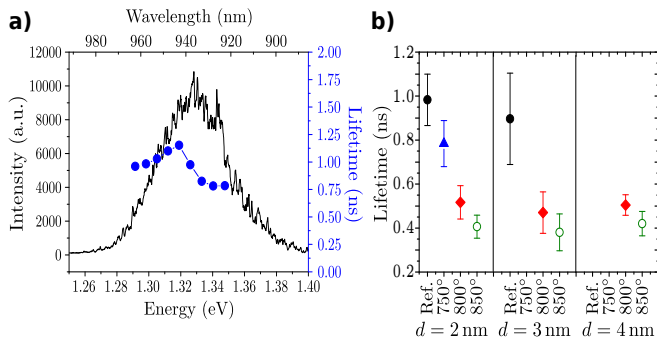 a)
Wavelength (nm)
980 960 940 920 900
12000
10000
8000
6000
4000
2000
0
Intensity (a.u.)
2.00
1.75
1.50
1.25
1.00
0.75
0.50
0.25
0.00
Lifetime (ns)
1.26 1.28 1.30 1.32 1.34 1.36 1.38 1.40
Energy (eV)
b)
1.2
1.0
0.8
0.6
0.4
0.2
Lifetime (ns)
Ref. 750° 800° 850° Ref. 750° 800° 850° Ref. 750° 800° 850°
d = 2 nm d = 3 nm d = 4 nm